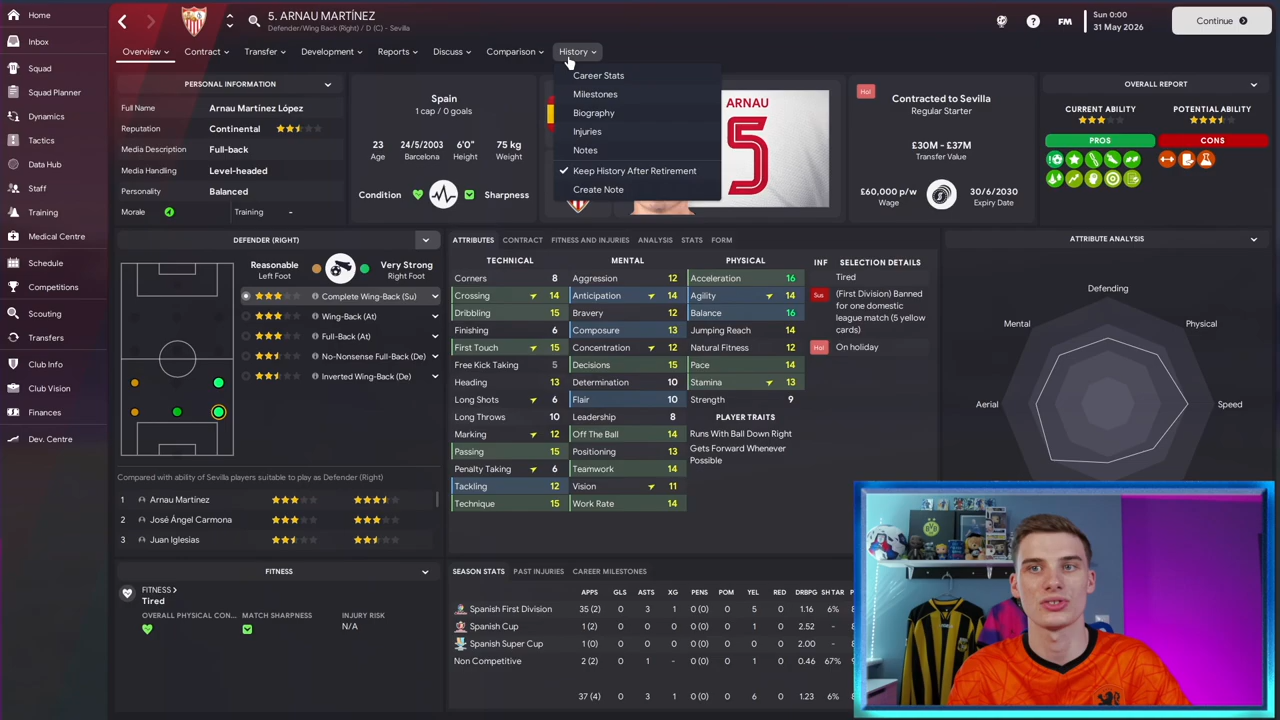 5. ARNAU MARTÍNEZ
Defender/Wing Back (Right) / D (C) - Sevilla
FM
Sun 0:00
31 May 2026
Continue
Home
Inbox
Squad
Squad Planner
Dynamics
Tactics
Data Hub
Staff
Training
Medical Centre
Schedule
Competitions
Scouting
Transfers
Club Info
Club Vision
Finances
Dev. Centre
Overview
Contract
Transfer
Development
Reports
Discuss
Comparison
History
Career Stats
Milestones
Biography
Injuries
Notes
Keep History After Retirement
Create Note
PERSONAL INFORMATION
Full Name Arnau Martínez López
Reputation Continental
Media Description Full-back
Media Handling Level-headed
Personality Balanced
Morale Training -
Spain
1 cap / 0 goals
23 24/5/2003 6'0" 75 kg
Age Barcelona Height Weight
Condition Sharpness
ARNAU
5
Hol
Contracted to Sevilla
Regular Starter
£30M - £37M
Transfer Value
£60,000 p/w 30/6/2030
Wage Expiry Date
OVERALL REPORT
CURRENT ABILITY POTENTIAL ABILITY
PROS CONS
DEFENDER (RIGHT)
Reasonable Very Strong
Left Foot Right Foot
Complete Wing-Back (Su)
Wing-Back (At)
Full-Back (At)
No-Nonsense Full-Back (De)
Inverted Wing-Back (De)
Compared with ability of Sevilla players suitable to play as Defender (Right)
1 Arnau Martínez
2 José Ángel Carmona
3 Juan Iglesias
FITNESS
FITNESS >
Tired
OVERALL PHYSICAL CON... MATCH SHARPNESS INJURY RISK
N/A
ATTRIBUTES CONTRACT FITNESS AND INJURIES ANALYSIS STATS FORM
TECHNICAL MENTAL PHYSICAL
Corners 8 Aggression 12 Acceleration 16
Crossing 14 Anticipation 14 Agility 14
Dribbling 15 Bravery 12 Balance 16
Finishing 6 Composure 13 Jumping Reach 14
First Touch 15 Concentration 12 Natural Fitness 12
Free Kick Taking 5 Decisions 15 Pace 14
Heading 13 Determination 10 Stamina 13
Long Shots 6 Flair 10 Strength 9
Long Throws 10 Leadership 8 PLAYER TRAITS
Marking 12 Off The Ball 14 Runs With Ball Down Right
Passing 15 Positioning 13 Gets Forward Whenever
Penalty Taking 6 Teamwork 14 Possible
Tackling 12 Vision 11
Technique 15 Work Rate 14
INF SELECTION DETAILS
Tired
Sus (First Division) Banned
for one domestic
league match (5 yellow
cards)
Hol On holiday
ATTRIBUTE ANALYSIS
Defending
Mental Physical
Aerial Speed
SEASON STATS PAST INJURIES CAREER MILESTONES
APPS GLS ASTS XG PENS POM YEL RED DRBPG SH TAR
Spanish First Division 35 (2) 0 3 1 0 (0) 0 5 0 1.16 6%
Spanish Cup 1 (2) 0 0 0 0 (0) 0 1 0 2.52 -
Spanish Super Cup 1 (0) 0 0 0 0 (0) 0 0 0 2.00 -
Non Competitive 2 (2) 0 1 - 0 (0) 0 1 0 0.46 67%
37 (4) 0 3 1 0 (0) 0 6 0 1.23 6%